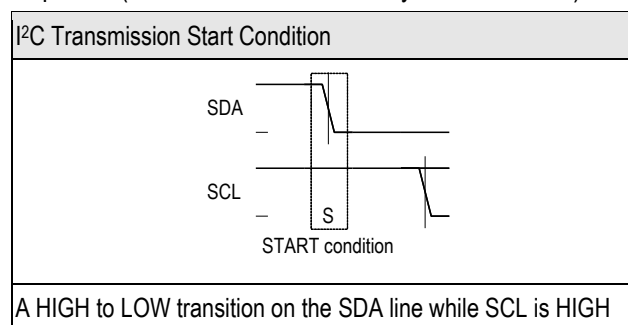 I²C Transmission Start Condition
SDA
SCL
S
START condition
A HIGH to LOW transition on the SDA line while SCL is HIGH